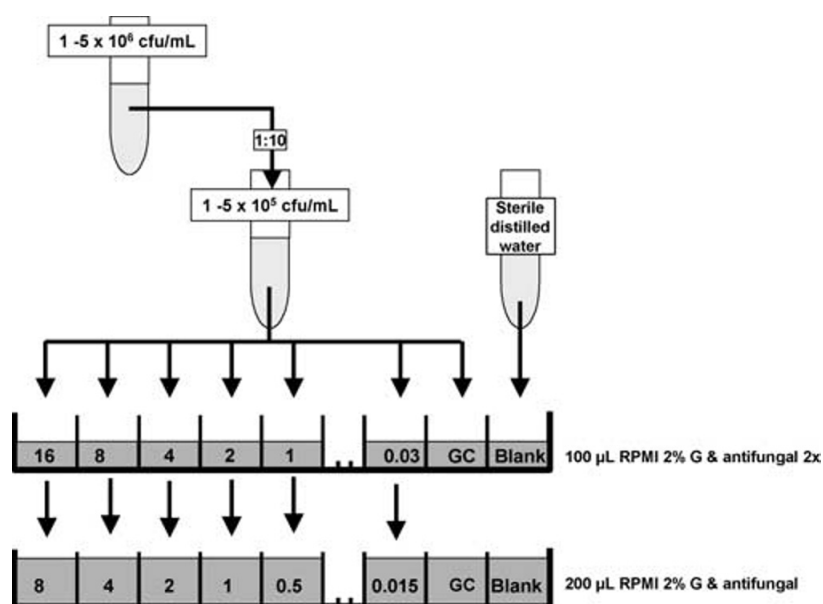 1 -5 x 10⁶ cfu/mL
1:10
1 -5 x 10⁵ cfu/mL
Sterile
distilled
water
16 8 4 2 1 0.03 GC Blank 100 µL RPMI 2% G & antifungal 2x
8 4 2 1 0.5 0.015 GC Blank 200 µL RPMI 2% G & antifungal